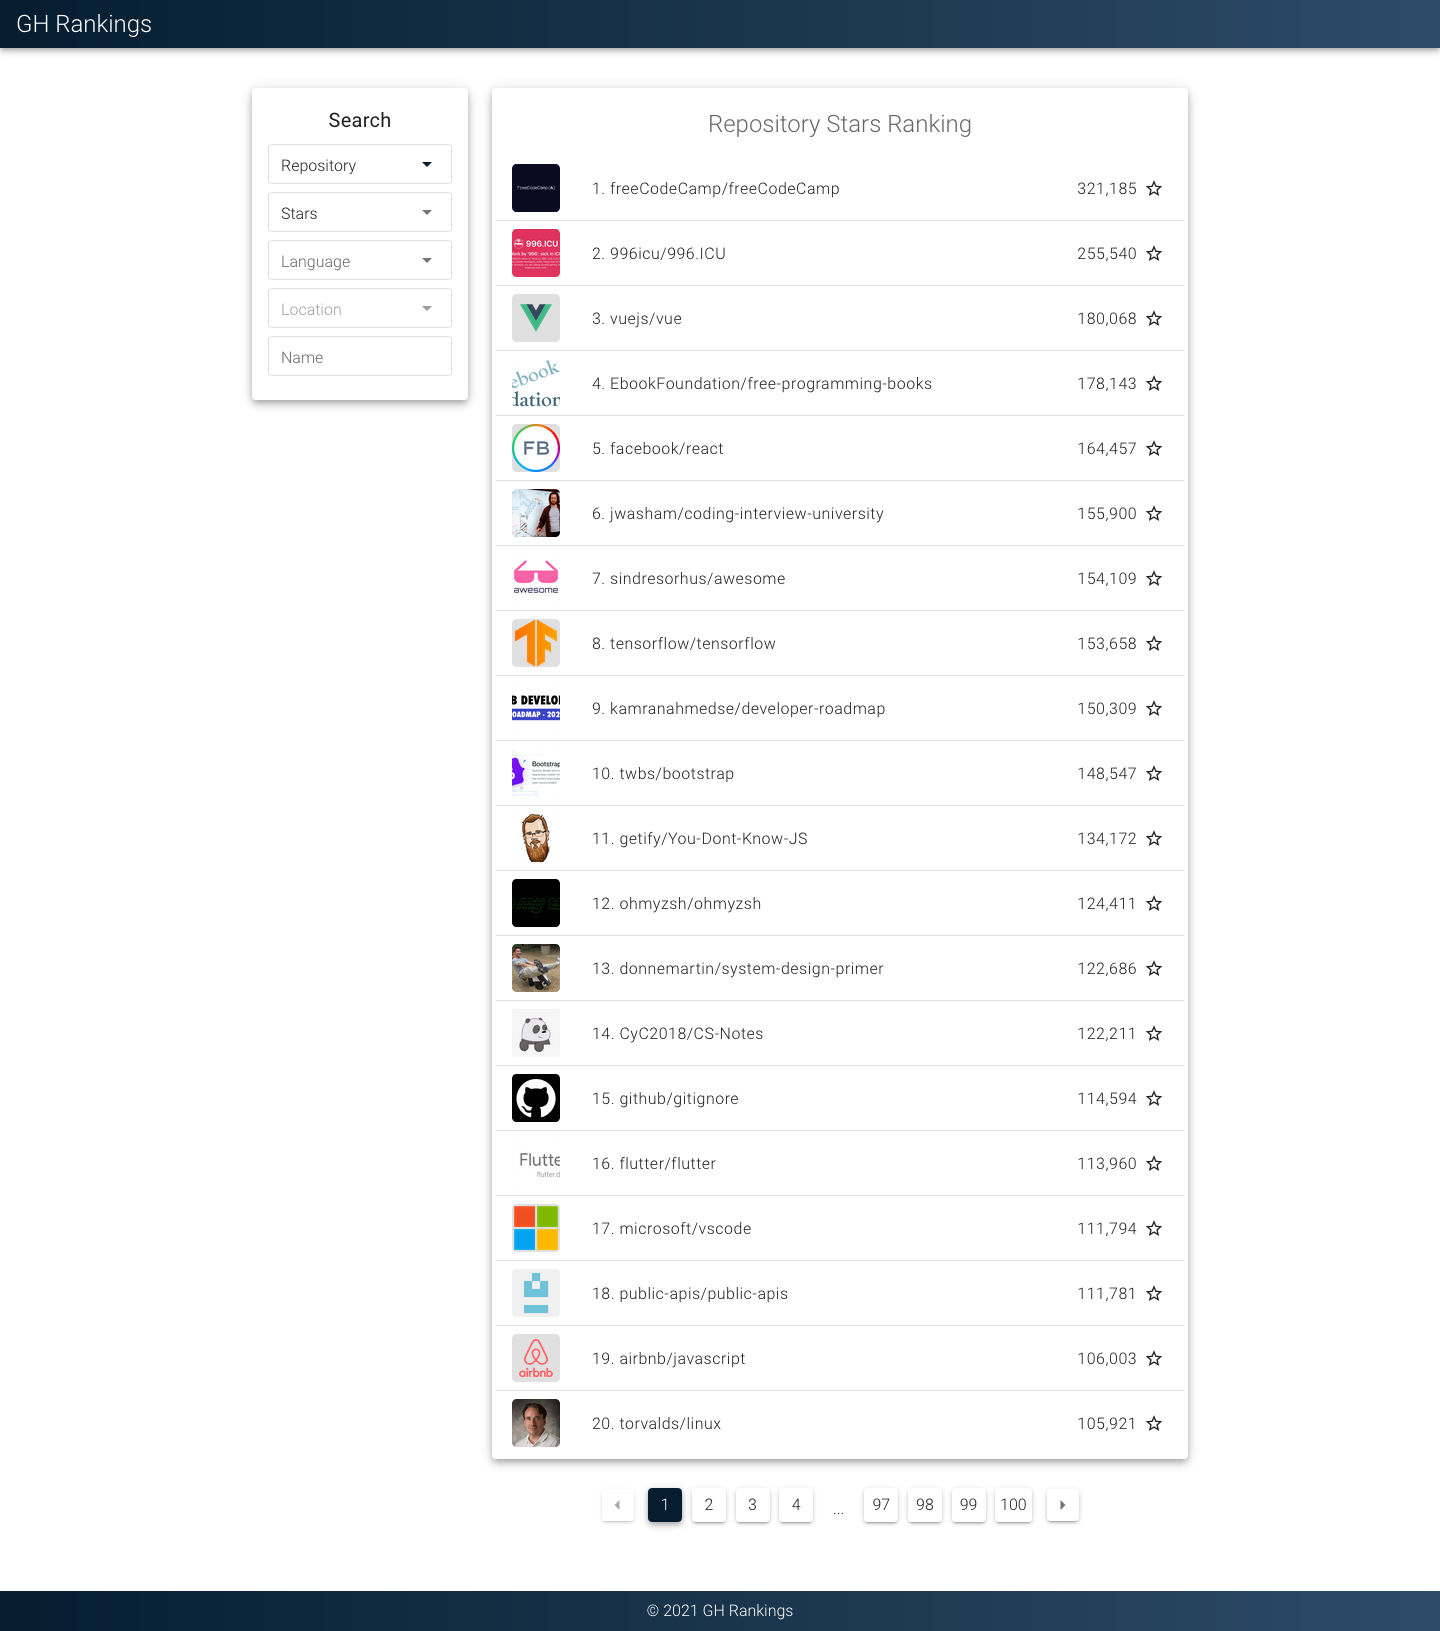 GH Rankings
Search
Repository
Stars
Language
Location
Name
Repository Stars Ranking
freeCodeCamp(🔥)
1. freeCodeCamp/freeCodeCamp
321,185
996.ICU
2. 996icu/996.ICU
255,540
3. vuejs/vue
180,068
ebook
dation
4. EbookFoundation/free-programming-books
178,143
FB
5. facebook/react
164,457
6. jwasham/coding-interview-university
155,900
awesome
7. sindresorhus/awesome
154,109
8. tensorflow/tensorflow
153,658
B DEVELO
OADMAP - 202
9. kamranahmedse/developer-roadmap
150,309
Bootstrap
10. twbs/bootstrap
148,547
11. getify/You-Dont-Know-JS
134,172
12. ohmyzsh/ohmyzsh
124,411
13. donnemartin/system-design-primer
122,686
14. CyC2018/CS-Notes
122,211
15. github/gitignore
114,594
Flutte
flutter.d
16. flutter/flutter
113,960
17. microsoft/vscode
111,794
18. public-apis/public-apis
111,781
airbnb
19. airbnb/javascript
106,003
20. torvalds/linux
105,921
1 2 3 4 ... 97 98 99 100
© 2021 GH Rankings